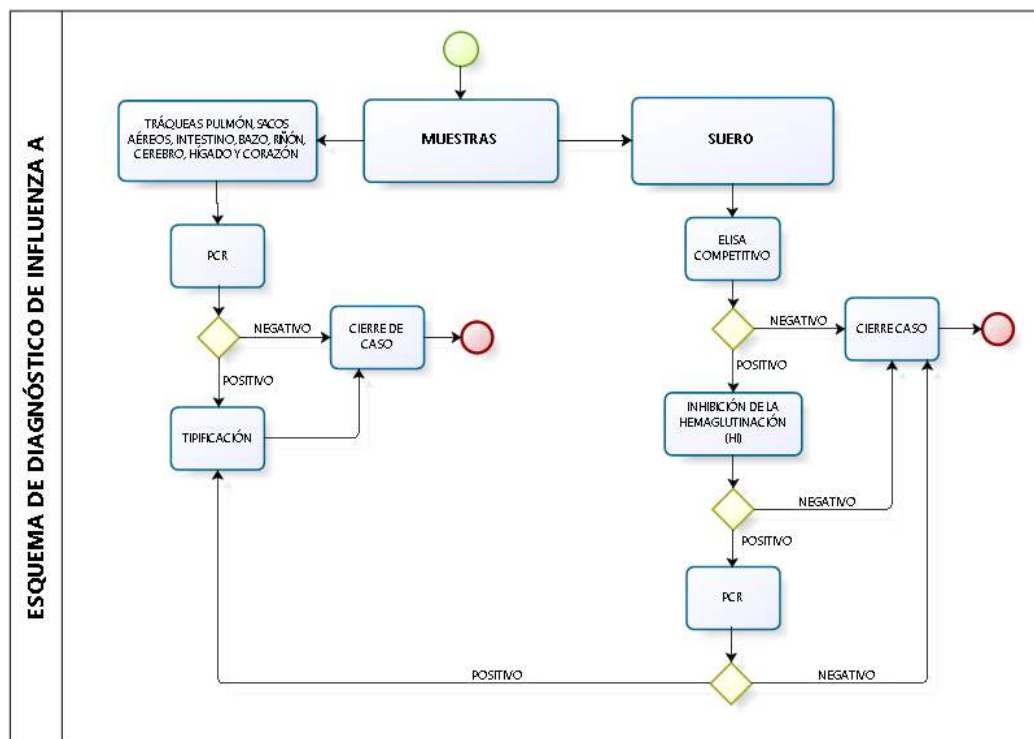 ESQUEMA DE DIAGNÓSTICO DE INFLUENZA A
TRÁQUEAS PULMÓN, SACOS
AÉREOS, INTESTINO, BAZO, RIÑÓN,
CEREBRO, HÍGADO Y CORAZÓN
MUESTRAS
SUERO
PCR
ELISA
COMPETITIVO
NEGATIVO
CIERRE DE
CASO
NEGATIVO
CIERRE CASO
POSITIVO
POSITIVO
TIPIFICACIÓN
INHIBICIÓN DE LA
HEMAGLUTINACIÓN
(HI)
NEGATIVO
POSITIVO
PCR
POSITIVO
NEGATIVO